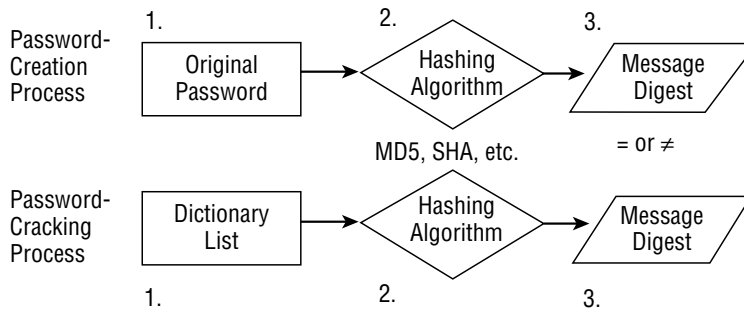 1.
2.
3.
Password-
Creation
Process
Original
Password
Hashing
Algorithm
Message
Digest
MD5, SHA, etc.
= or ≠
Password-
Cracking
Process
Dictionary
List
Hashing
Algorithm
Message
Digest
1.
2.
3.